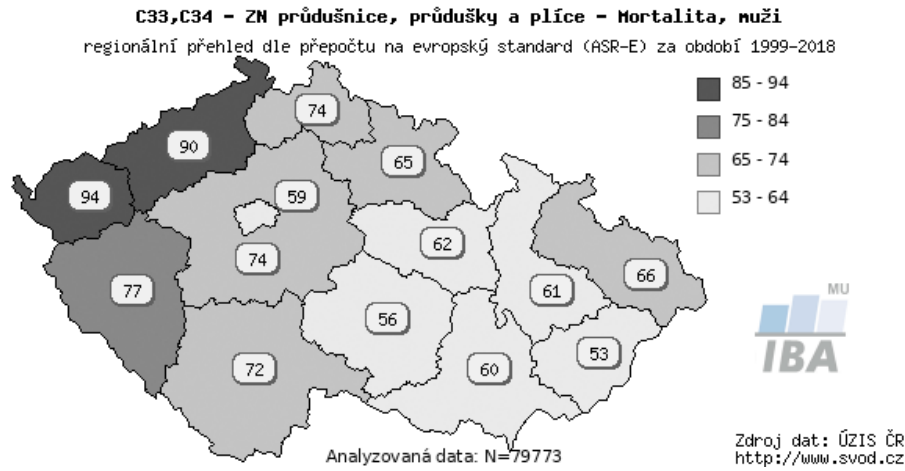 C33,C34 - ZN průdušnice, průdušky a plíce - Mortalita, muži
regionální přehled dle přepočtu na evropský standard (ASR-E) za období 1999-2018
85 - 94
75 - 84
65 - 74
53 - 64
74
90
65
94
59
62
74
66
77
61
56
53
72
60
MU
IBA
Analyzovaná data: N=79773
Zdroj dat: ÚZIS ČR
http://www.svod.cz